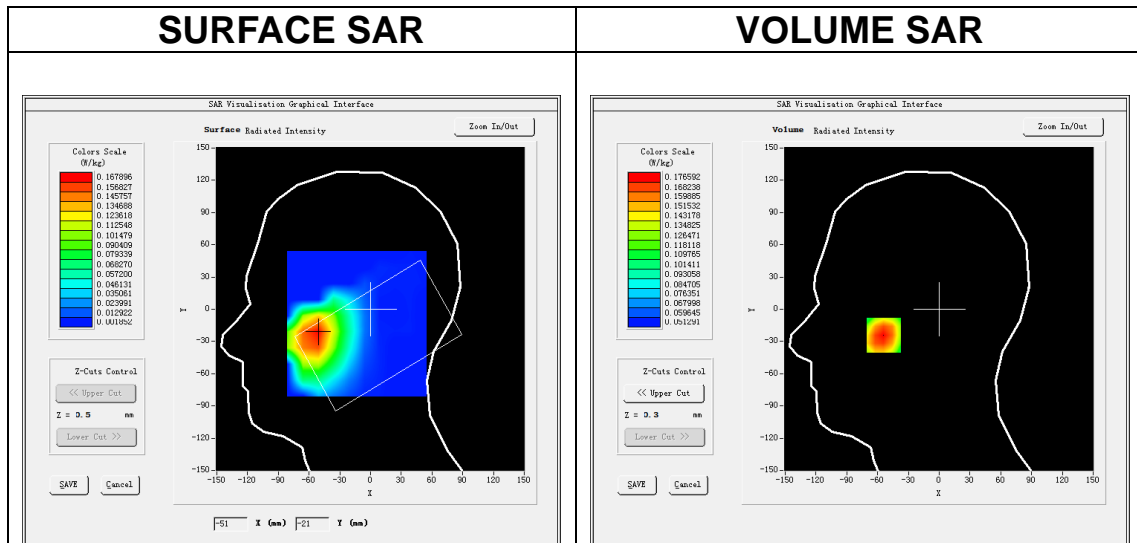 SURFACE SAR
VOLUME SAR
SAR Visualisation Graphical Interface
Surface Radiated Intensity
Zoom In/Out
Colors Scale
(W/kg)
0.167896
0.156827
0.145757
0.134688
0.123618
0.112548
0.101479
0.090409
0.079339
0.068270
0.057200
0.046131
0.035061
0.023991
0.012922
0.001852
Z-Cuts Control
<< Upper Cut
Z = 0.5 mm
Lower Cut >>
SAVE Cancel
150
120
90
60
30
0
-30
-60
-90
-120
-150
Y
-150 -120 -90 -60 -30 0 30 60 90 120 150
X
-51 X (mm) -21 Y (mm)
SAR Visualisation Graphical Interface
Volume Radiated Intensity
Zoom In/Out
Colors Scale
(W/kg)
0.176592
0.168238
0.159885
0.151532
0.143178
0.134825
0.126471
0.118118
0.109765
0.101411
0.093058
0.084705
0.076351
0.067998
0.059645
0.051291
Z-Cuts Control
<< Upper Cut
Z = 0.3 mm
Lower Cut >>
SAVE Cancel
150
120
90
60
30
0
-30
-60
-90
-120
-150
Y
-150 -120 -90 -60 -30 0 30 60 90 120 150
X